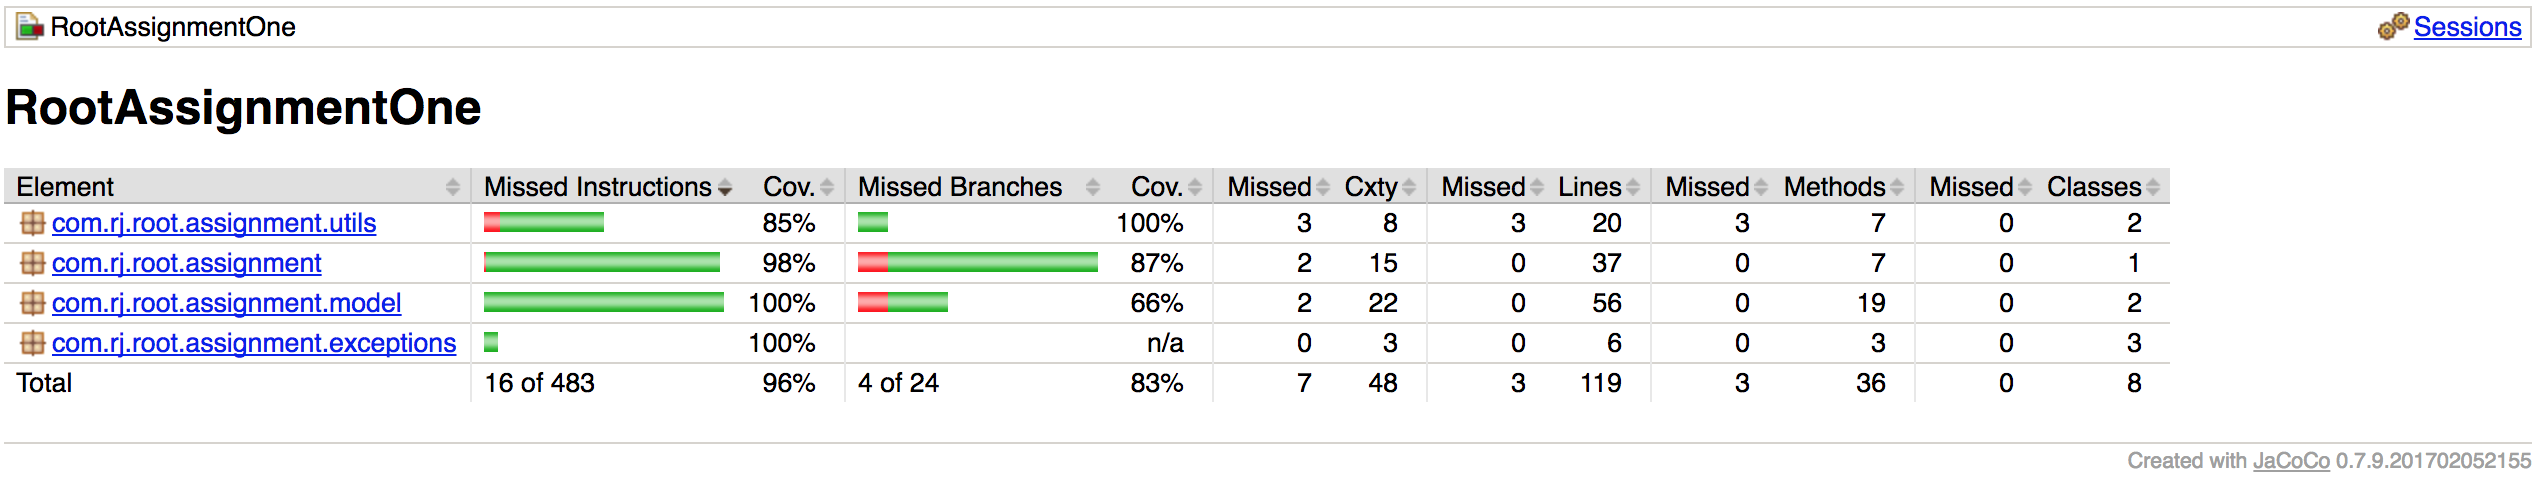 RootAssignmentOne Sessions
RootAssignmentOne
Element Missed Instructions Cov. Missed Branches Cov. Missed Cxty Missed Lines Missed Methods Missed Classes
com.rj.root.assignment.utils 85% 100% 3 8 3 20 3 7 0 2
com.rj.root.assignment 98% 87% 2 15 0 37 0 7 0 1
com.rj.root.assignment.model 100% 66% 2 22 0 56 0 19 0 2
com.rj.root.assignment.exceptions 100% n/a 0 3 0 6 0 3 0 3
Total 16 of 483 96% 4 of 24 83% 7 48 3 119 3 36 0 8
Created with JaCoCo 0.7.9.201702052155